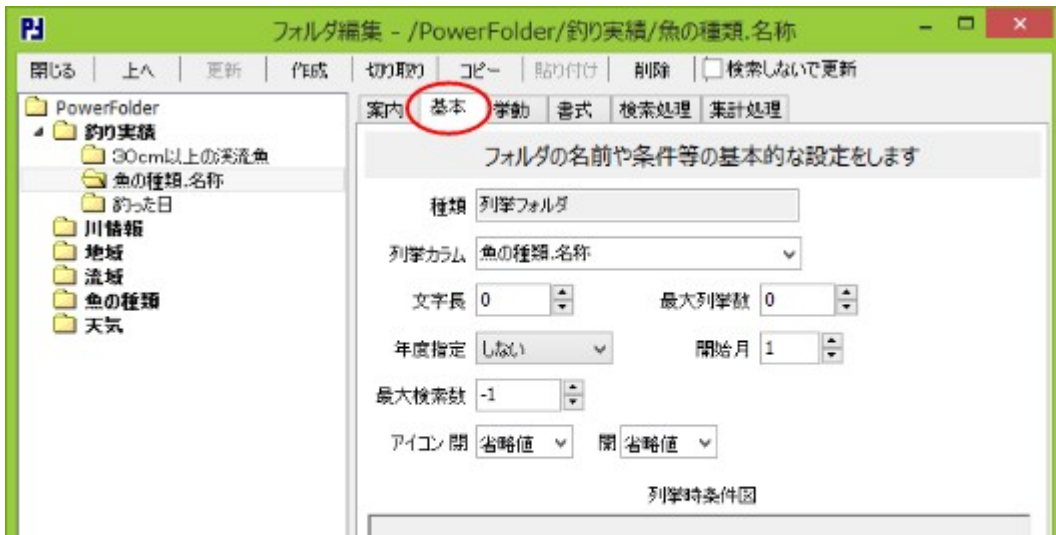 フォルダ編集 - /PowerFolder/釣り実績/魚の種類.名称
閉じる 上へ 更新 作成 切り取り コピー 貼り付け 削除 検索しないで更新
PowerFolder
釣り実績
30cm以上の渓流魚
魚の種類.名称
釣った日
川情報
地域
流域
魚の種類
天気
案内 基本 挙動 書式 検索処理 集計処理
フォルダの名前や条件等の基本的な設定をします
種類 列挙フォルダ
列挙カラム 魚の種類.名称
文字長 0 最大列挙数 0
年度指定 しない 開始月 1
最大検索数 -1
アイコン 閉 省略値 開 省略値
列挙時条件図